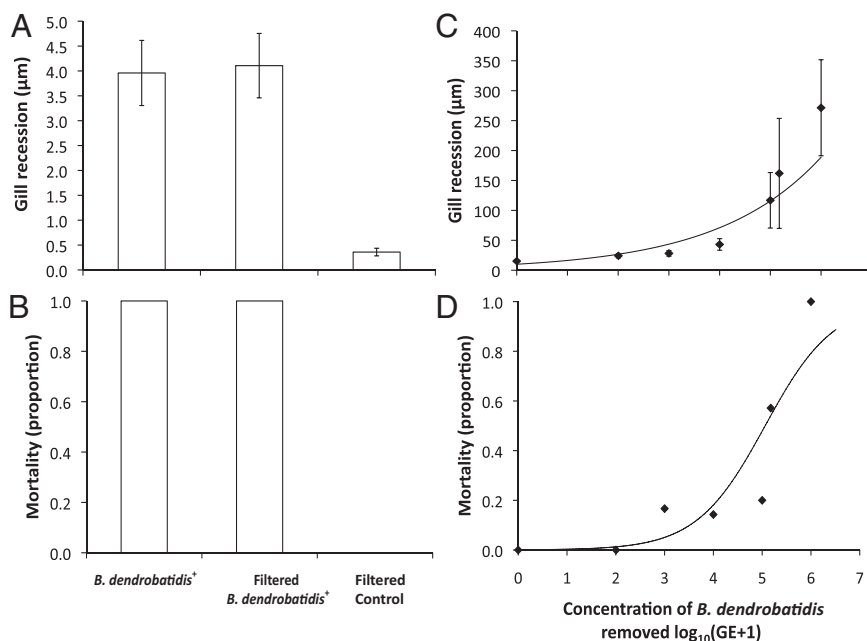 A
Gill recession (µm)
5.0
4.5
4.0
3.5
3.0
2.5
2.0
1.5
1.0
0.5
0.0
B
Mortality (proportion)
1.0
0.8
0.6
0.4
0.2
0.0
B. dendrobatidis+
Filtered
B. dendrobatidis+
Filtered
Control
C
Gill recession (µm)
400
350
300
250
200
150
100
50
0
D
Mortality (proportion)
1.0
0.8
0.6
0.4
0.2
0.0
0 1 2 3 4 5 6 7
Concentration of B. dendrobatidis
removed log10(GE+1)